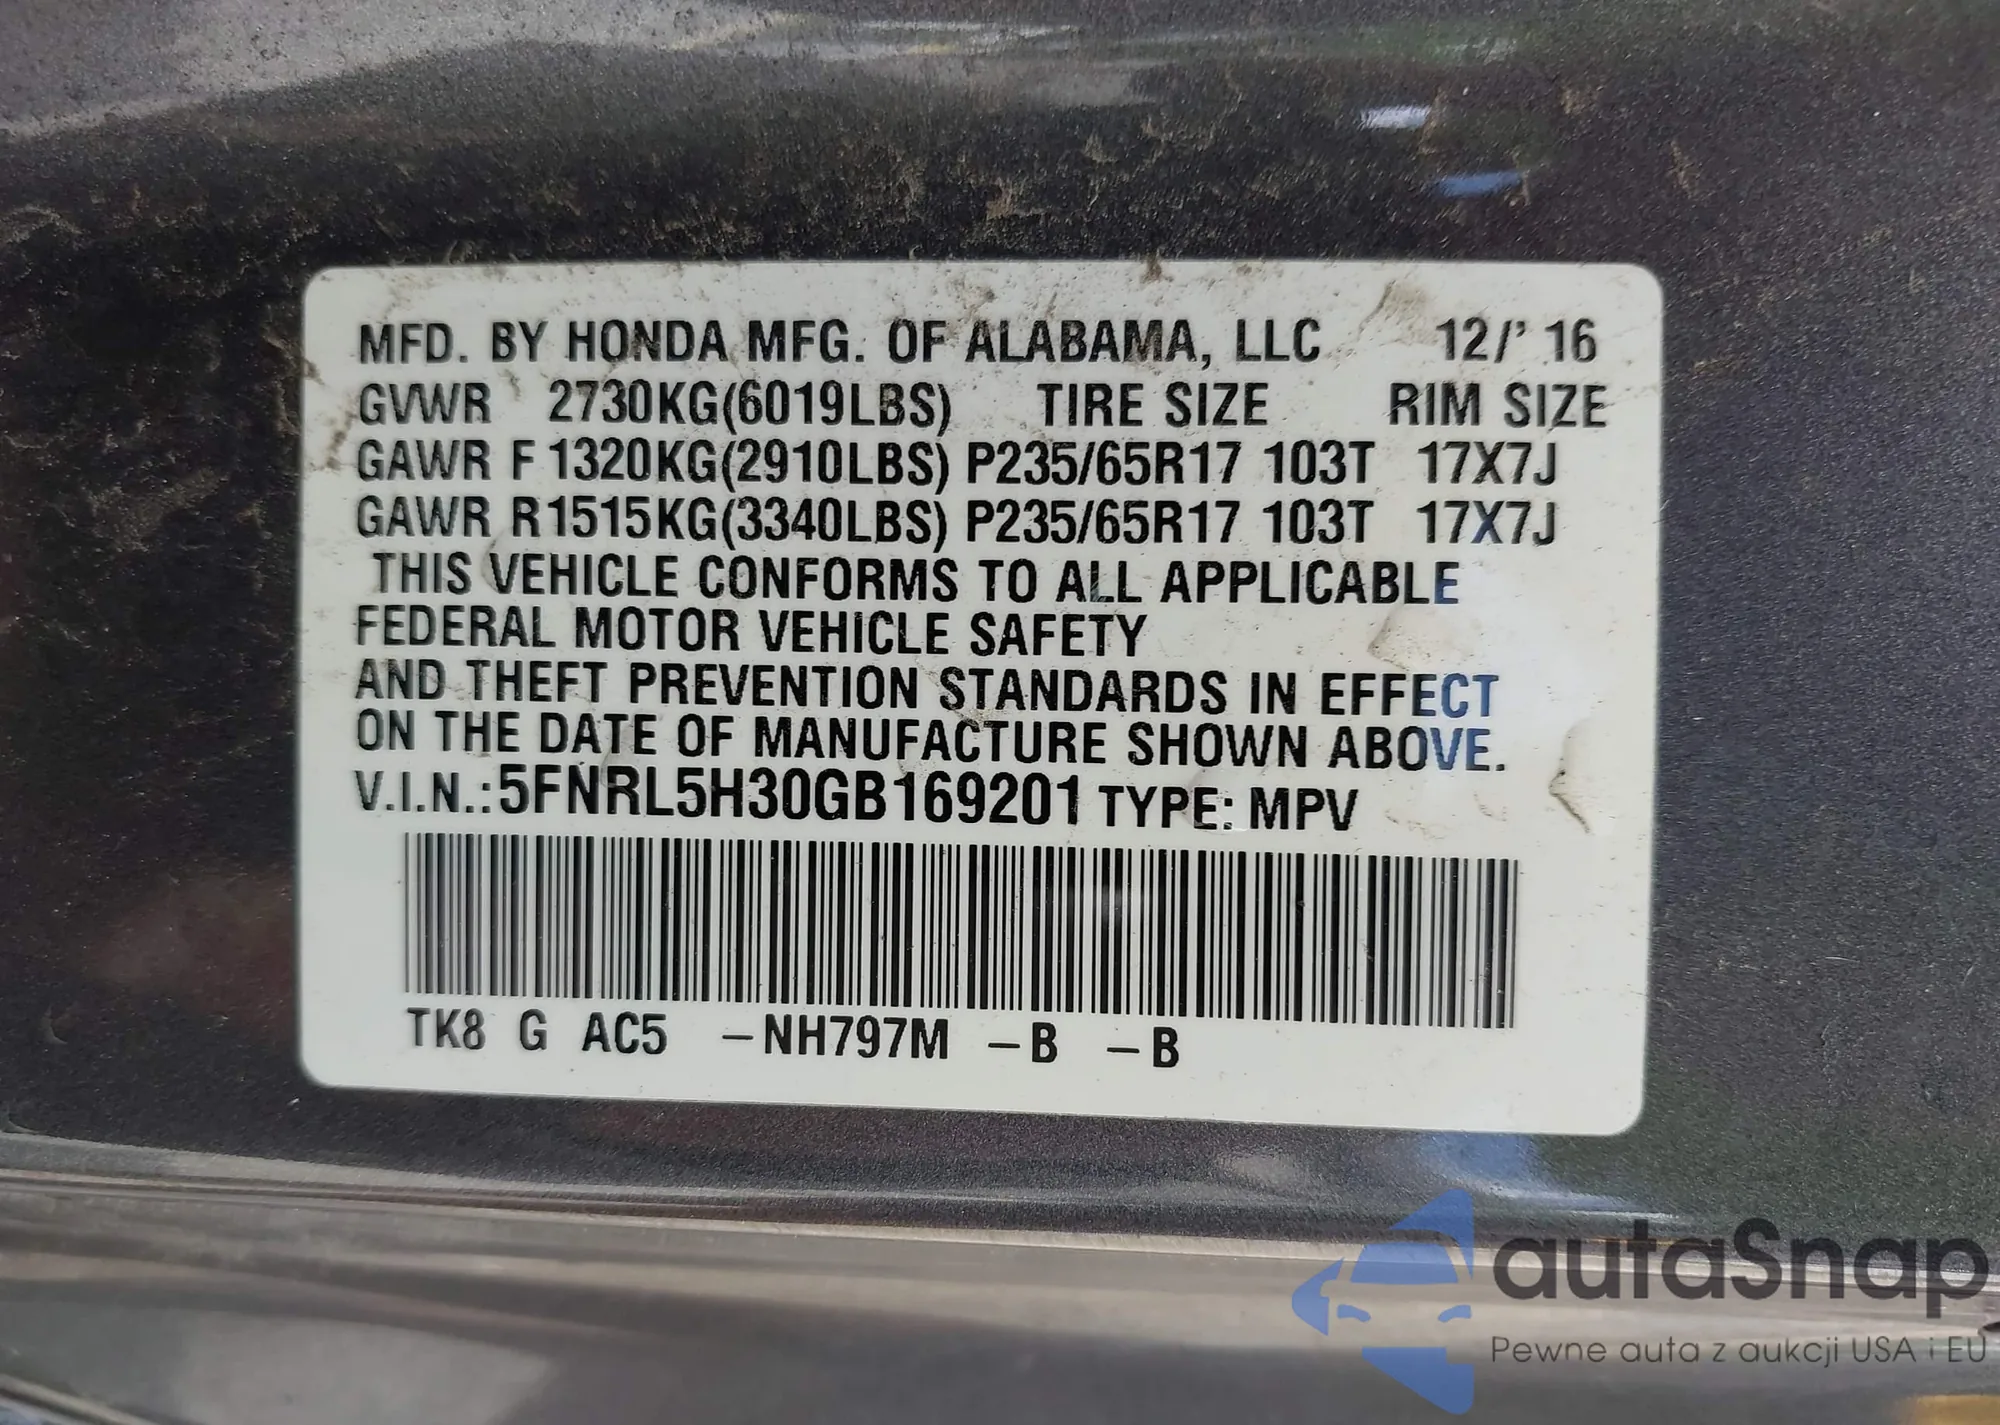 MFD. BY HONDA MFG. OF ALABAMA, LLC 12/' 16
GVWR 2730KG(6019LBS) TIRE SIZE RIM SIZE
GAWR F 1320KG(2910LBS) P235/65R17 103T 17X7J
GAWR R1515KG(3340LBS) P235/65R17 103T 17X7J
THIS VEHICLE CONFORMS TO ALL APPLICABLE
FEDERAL MOTOR VEHICLE SAFETY
AND THEFT PREVENTION STANDARDS IN EFFECT
ON THE DATE OF MANUFACTURE SHOWN ABOVE.
V.I.N.:5FNRL5H30GB169201 TYPE: MPV
TK8 G AC5 –NH797M –B –B
autaSnap
Pewne auta z aukcji USA i EU